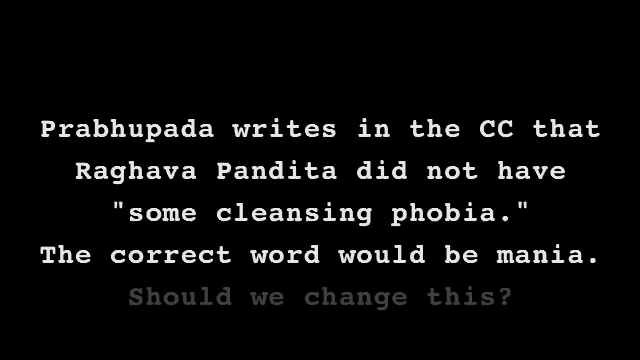 Prabhupada writes in the CC that
Raghava Pandita did not have
"some cleansing phobia."
The correct word would be mania.
Should we change this?